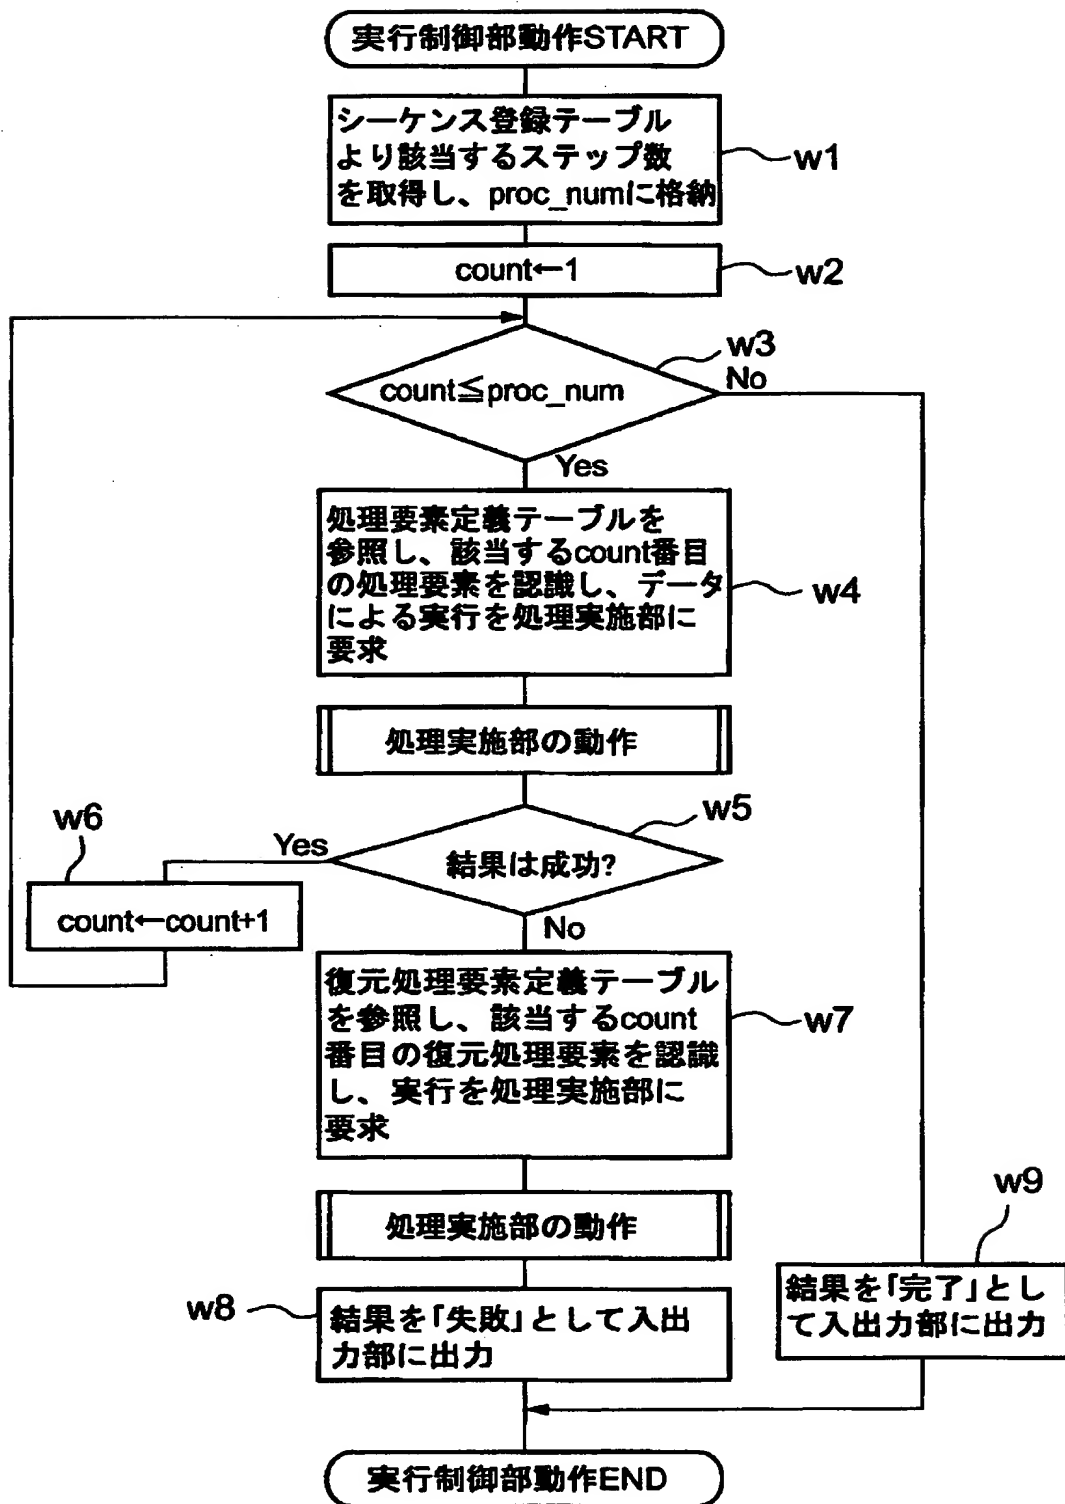 実行制御部動作START
シーケンス登録テーブル
より該当するステップ数
を取得し、proc_numに格納
w1
count←1
w2
w3
count≦proc_num
No
Yes
処理要素定義テーブルを
参照し、該当するcount番目
の処理要素を認識し、データ
による実行を処理実施部に
要求
w4
処理実施部の動作
w5
結果は成功?
Yes
w6
count←count+1
No
復元処理要素定義テーブル
を参照し、該当するcount
番目の復元処理要素を認識
し、実行を処理実施部に
要求
w7
処理実施部の動作
w8
結果を「失敗」として入出
力部に出力
w9
結果を「完了」とし
て入出力部に出力
実行制御部動作END